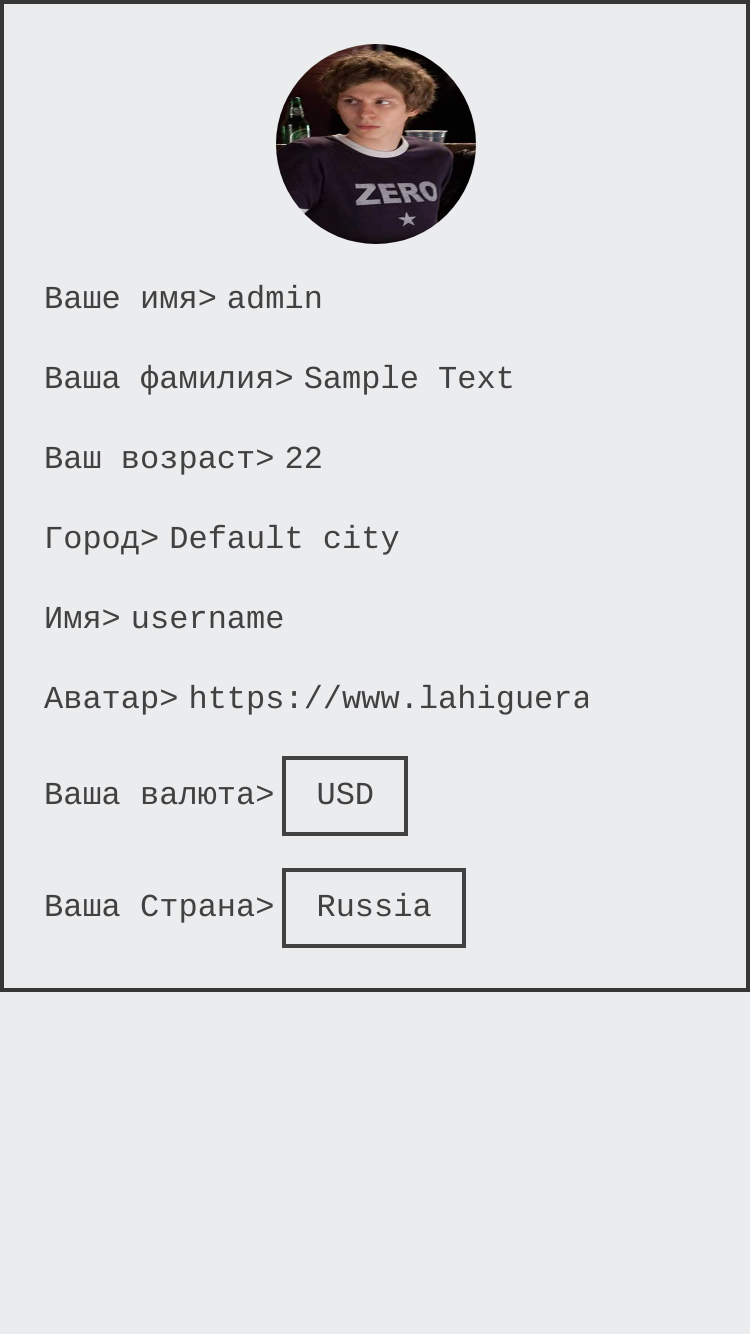 ZERO
Ваше имя> admin
Ваша фамилия> Sample Text
Ваш возраст> 22
Город> Default city
Имя> username
Аватар> https://www.lahiguera
Ваша валюта> USD
Ваша Страна> Russia